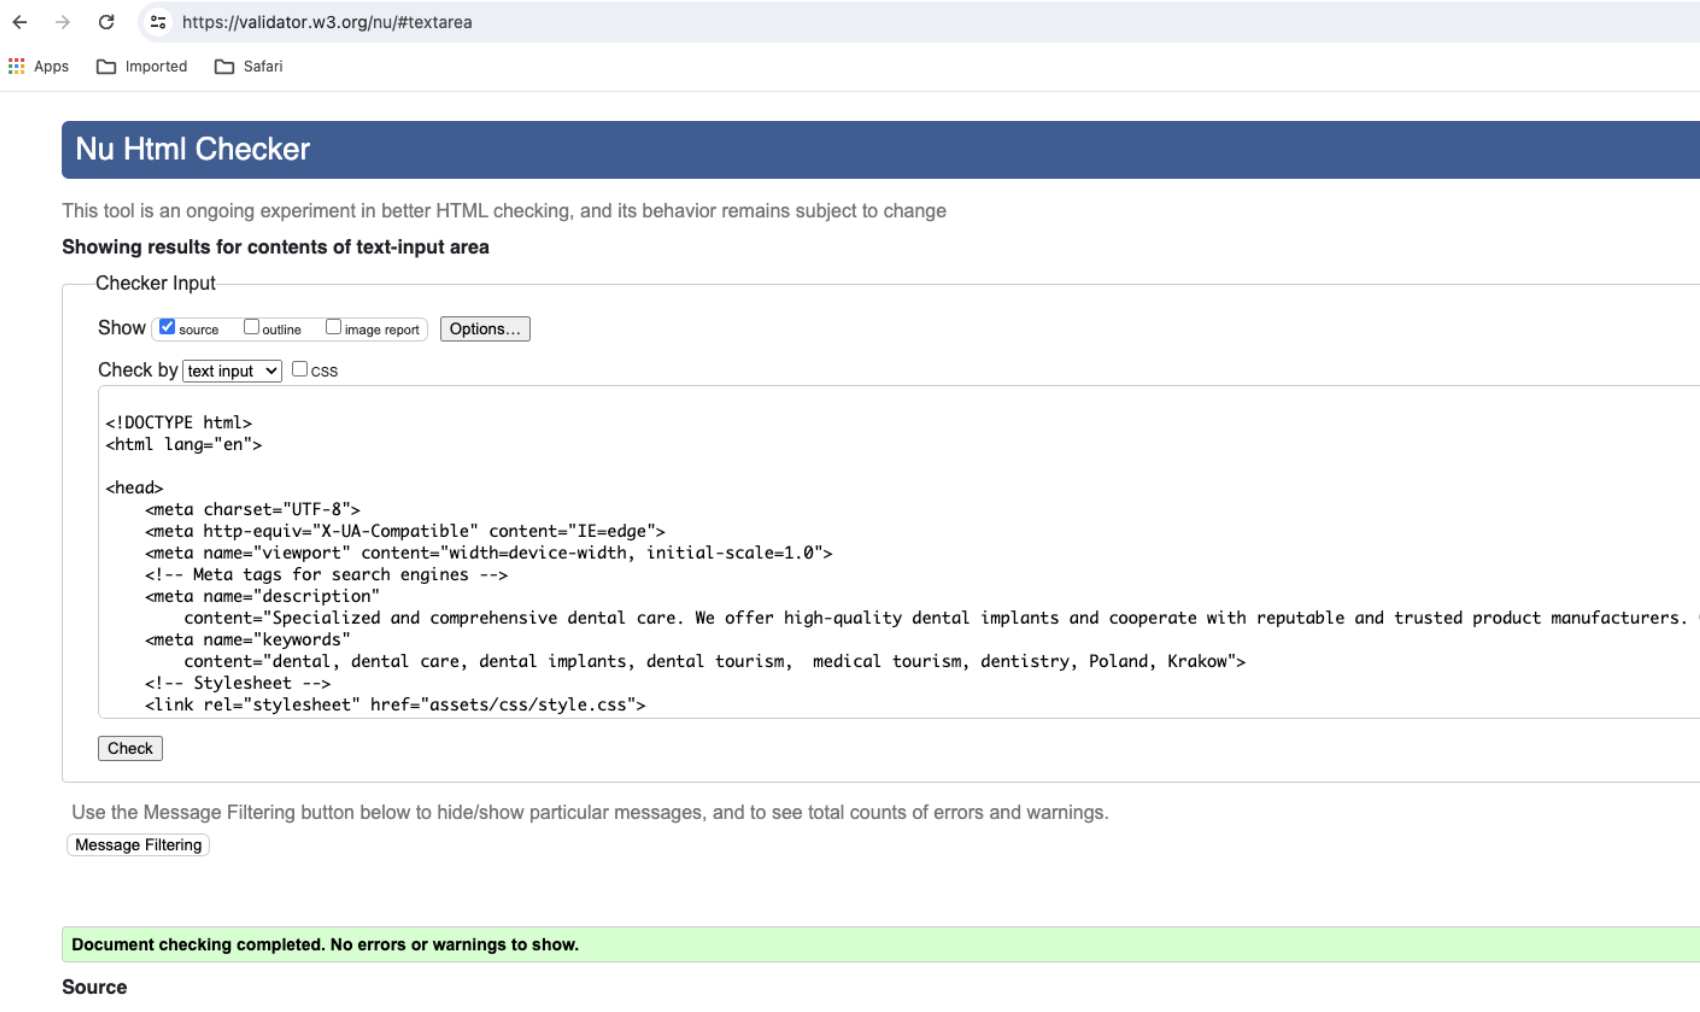 https://validator.w3.org/nu/#textarea
Apps Imported Safari
Nu Html Checker
This tool is an ongoing experiment in better HTML checking, and its behavior remains subject to change
Showing results for contents of text-input area
Checker Input
Show source outline image report Options...
Check by text input css
<!DOCTYPE html>
<html lang="en">
<head>
<meta charset="UTF-8">
<meta http-equiv="X-UA-Compatible" content="IE=edge">
<meta name="viewport" content="width=device-width, initial-scale=1.0">
<!-- Meta tags for search engines -->
<meta name="description"
content="Specialized and comprehensive dental care. We offer high-quality dental implants and cooperate with reputable and trusted product manufacturers.
<meta name="keywords"
content="dental, dental care, dental implants, dental tourism,  medical tourism, dentistry, Poland, Krakow">
<!-- Stylesheet -->
<link rel="stylesheet" href="assets/css/style.css">
Check
Use the Message Filtering button below to hide/show particular messages, and to see total counts of errors and warnings.
Message Filtering
Document checking completed. No errors or warnings to show.
Source